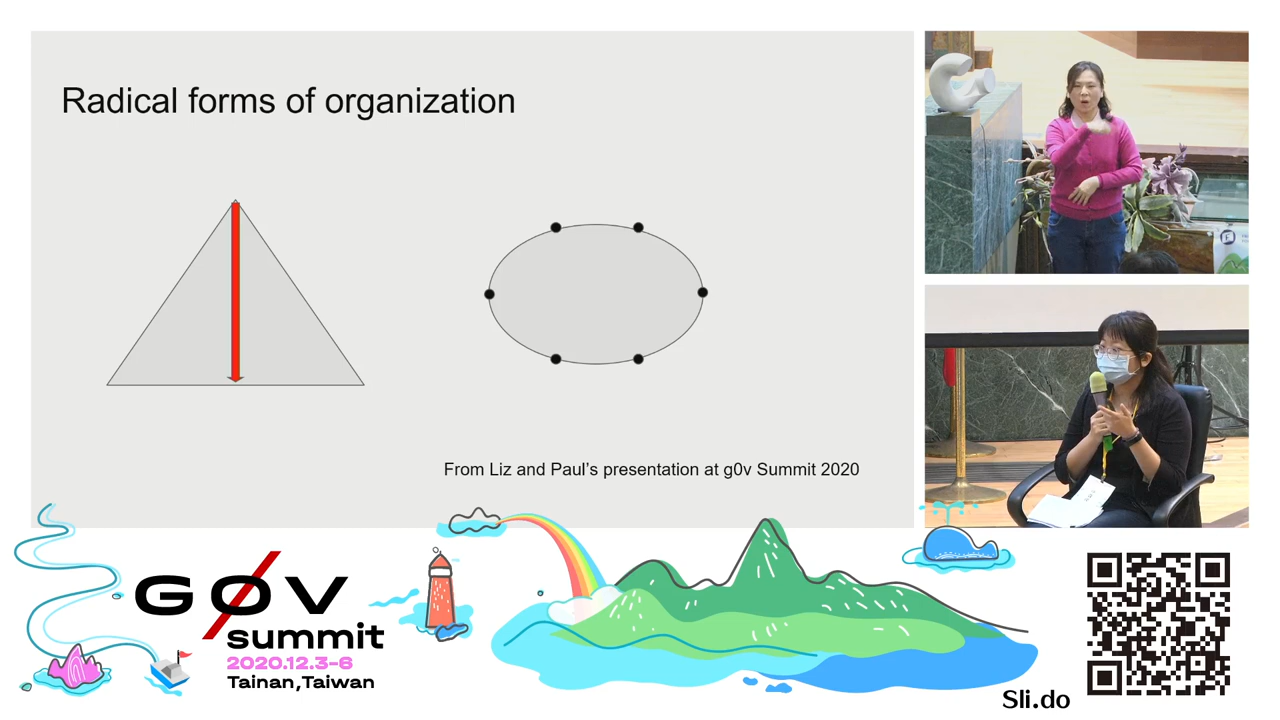 Radical forms of organization
From Liz and Paul's presentation at g0v Summit 2020
G0V
summit
2020.12.3-6
Tainan,Taiwan
Sli.do